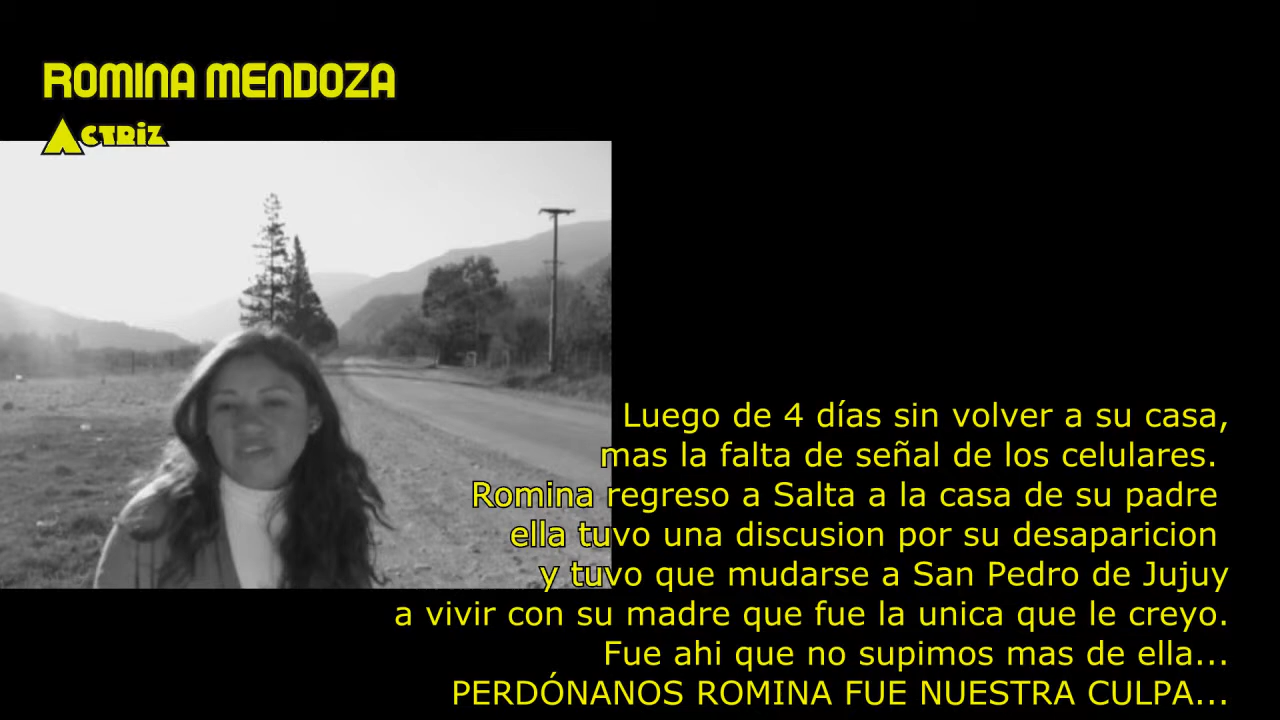 ROMINA MENDOZA
ACTRiZ
Luego de 4 días sin volver a su casa,
mas la falta de señal de los celulares.
Romina regreso a Salta a la casa de su padre
ella tuvo una discusion por su desaparicion
y tuvo que mudarse a San Pedro de Jujuy
a vivir con su madre que fue la unica que le creyo.
Fue ahi que no supimos mas de ella...
PERDÓNANOS ROMINA FUE NUESTRA CULPA...